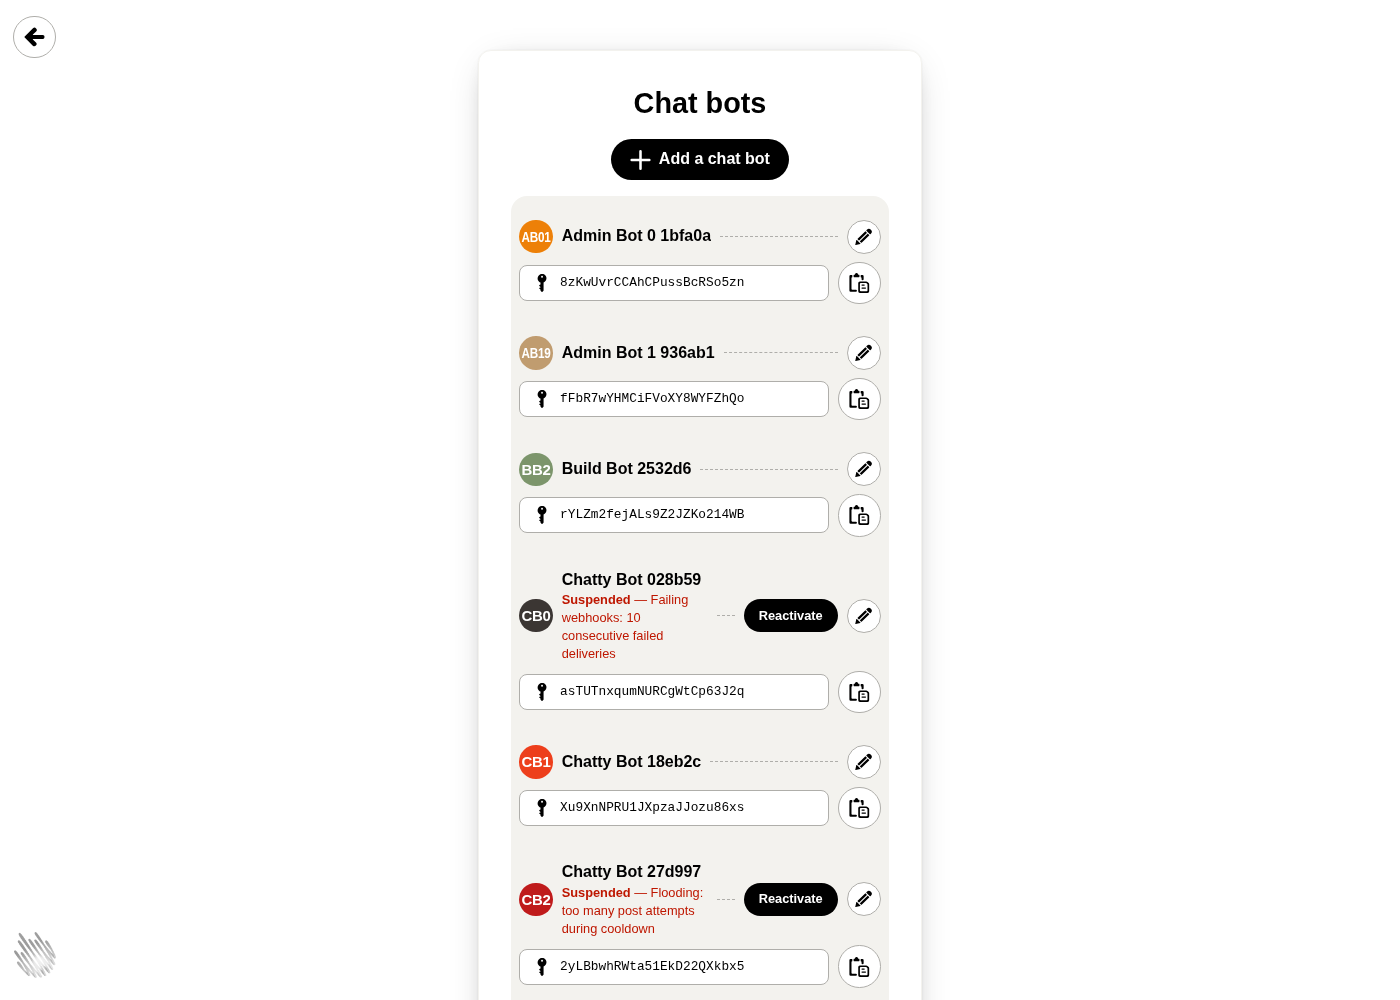 Chat bots
Add a chat bot
AB01 Admin Bot 0 1bfa0a
8zKwUvrCCAhCPussBcRSo5zn
AB19 Admin Bot 1 936ab1
fFbR7wYHMCiFVoXY8WYFZhQo
BB2 Build Bot 2532d6
rYLZm2fejALs9Z2JZKo214WB
Chatty Bot 028b59
Suspended — Failing
webhooks: 10
CB0 Reactivate
consecutive failed
deliveries
asTUTnxqumNURCgWtCp63J2q
CB1 Chatty Bot 18eb2c
Xu9XnNPRU1JXpzaJJozu86xs
Chatty Bot 27d997
Suspended — Flooding:
CB2 Reactivate
too many post attempts
during cooldown
2yLBbwhRWta51EkD22QXkbx5